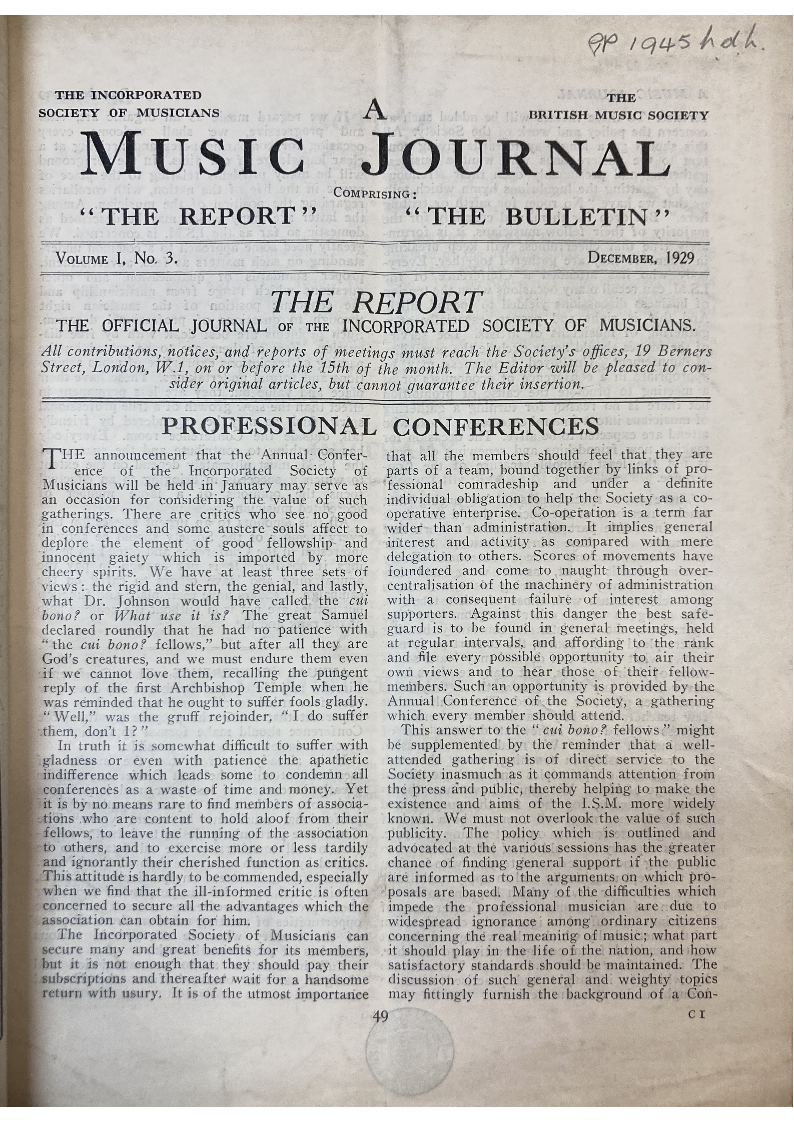 QP 1945 h.d.h.
THE INCORPORATED
SOCIETY OF MUSICIANS
A
THE
BRITISH MUSIC SOCIETY
MUSIC JOURNAL
COMPRISING:
“THE REPORT” “THE BULLETIN”
VOLUME I, No. 3. DECEMBER, 1929
THE REPORT
THE OFFICIAL JOURNAL OF THE INCORPORATED SOCIETY OF MUSICIANS.
All contributions, notices, and reports of meetings must reach the Society's offices, 19 Berners
Street, London, W.1, on or before the 15th of the month. The Editor will be pleased to con-
sider original articles, but cannot guarantee their insertion.
PROFESSIONAL CONFERENCES
THE announcement that the Annual Confer-
ence of the Incorporated Society of
Musicians will be held in January may serve as
an occasion for considering the value of such
gatherings. There are critics who see no good
in conferences and some austere souls affect to
deplore the element of good fellowship and
innocent gaiety which is imported by more
cheery spirits. We have at least three sets of
views: the rigid and stern, the genial, and lastly,
what Dr. Johnson would have called the cui
bono? or What use it is? The great Samuel
declared roundly that he had no patience with
“the cui bono? fellows,” but after all they are
God's creatures, and we must endure them even
if we cannot love them, recalling the pungent
reply of the first Archbishop Temple when he
was reminded that he ought to suffer fools gladly.
“Well,” was the gruff rejoinder, “I do suffer
them, don't I?”
In truth it is somewhat difficult to suffer with
gladness or even with patience the apathetic
indifference which leads some to condemn all
conferences as a waste of time and money. Yet
it is by no means rare to find members of associa-
tions who are content to hold aloof from their
fellows, to leave the running of the association
to others, and to exercise more or less tardily
and ignorantly their cherished function as critics.
This attitude is hardly to be commended, especially
when we find that the ill-informed critic is often
concerned to secure all the advantages which the
association can obtain for him.
The Incorporated Society of Musicians can
secure many and great benefits for its members,
but it is not enough that they should pay their
subscriptions and thereafter wait for a handsome
return with usury. It is of the utmost importance
that all the members should feel that they are
parts of a team, bound together by links of pro-
fessional comradeship and under a definite
individual obligation to help the Society as a co-
operative enterprise. Co-operation is a term far
wider than administration. It implies general
interest and activity as compared with mere
delegation to others. Scores of movements have
foundered and come to naught through over-
centralisation of the machinery of administration
with a consequent failure of interest among
supporters. Against this danger the best safe-
guard is to be found in general meetings, held
at regular intervals, and affording to the rank
and file every possible opportunity to air their
own views and to hear those of their fellow-
members. Such an opportunity is provided by the
Annual Conference of the Society, a gathering
which every member should attend.
This answer to the “cui bono? fellows” might
be supplemented by the reminder that a well-
attended gathering is of direct service to the
Society inasmuch as it commands attention from
the press and public, thereby helping to make the
existence and aims of the I.S.M. more widely
known. We must not overlook the value of such
publicity. The policy which is outlined and
advocated at the various sessions has the greater
chance of finding general support if the public
are informed as to the arguments on which pro-
posals are based. Many of the difficulties which
impede the professional musician are due to
widespread ignorance among ordinary citizens
concerning the real meaning of music; what part
it should play in the life of the nation, and how
satisfactory standards should be maintained. The
discussion of such general and weighty topics
may fittingly furnish the background of a Con-
49
C I